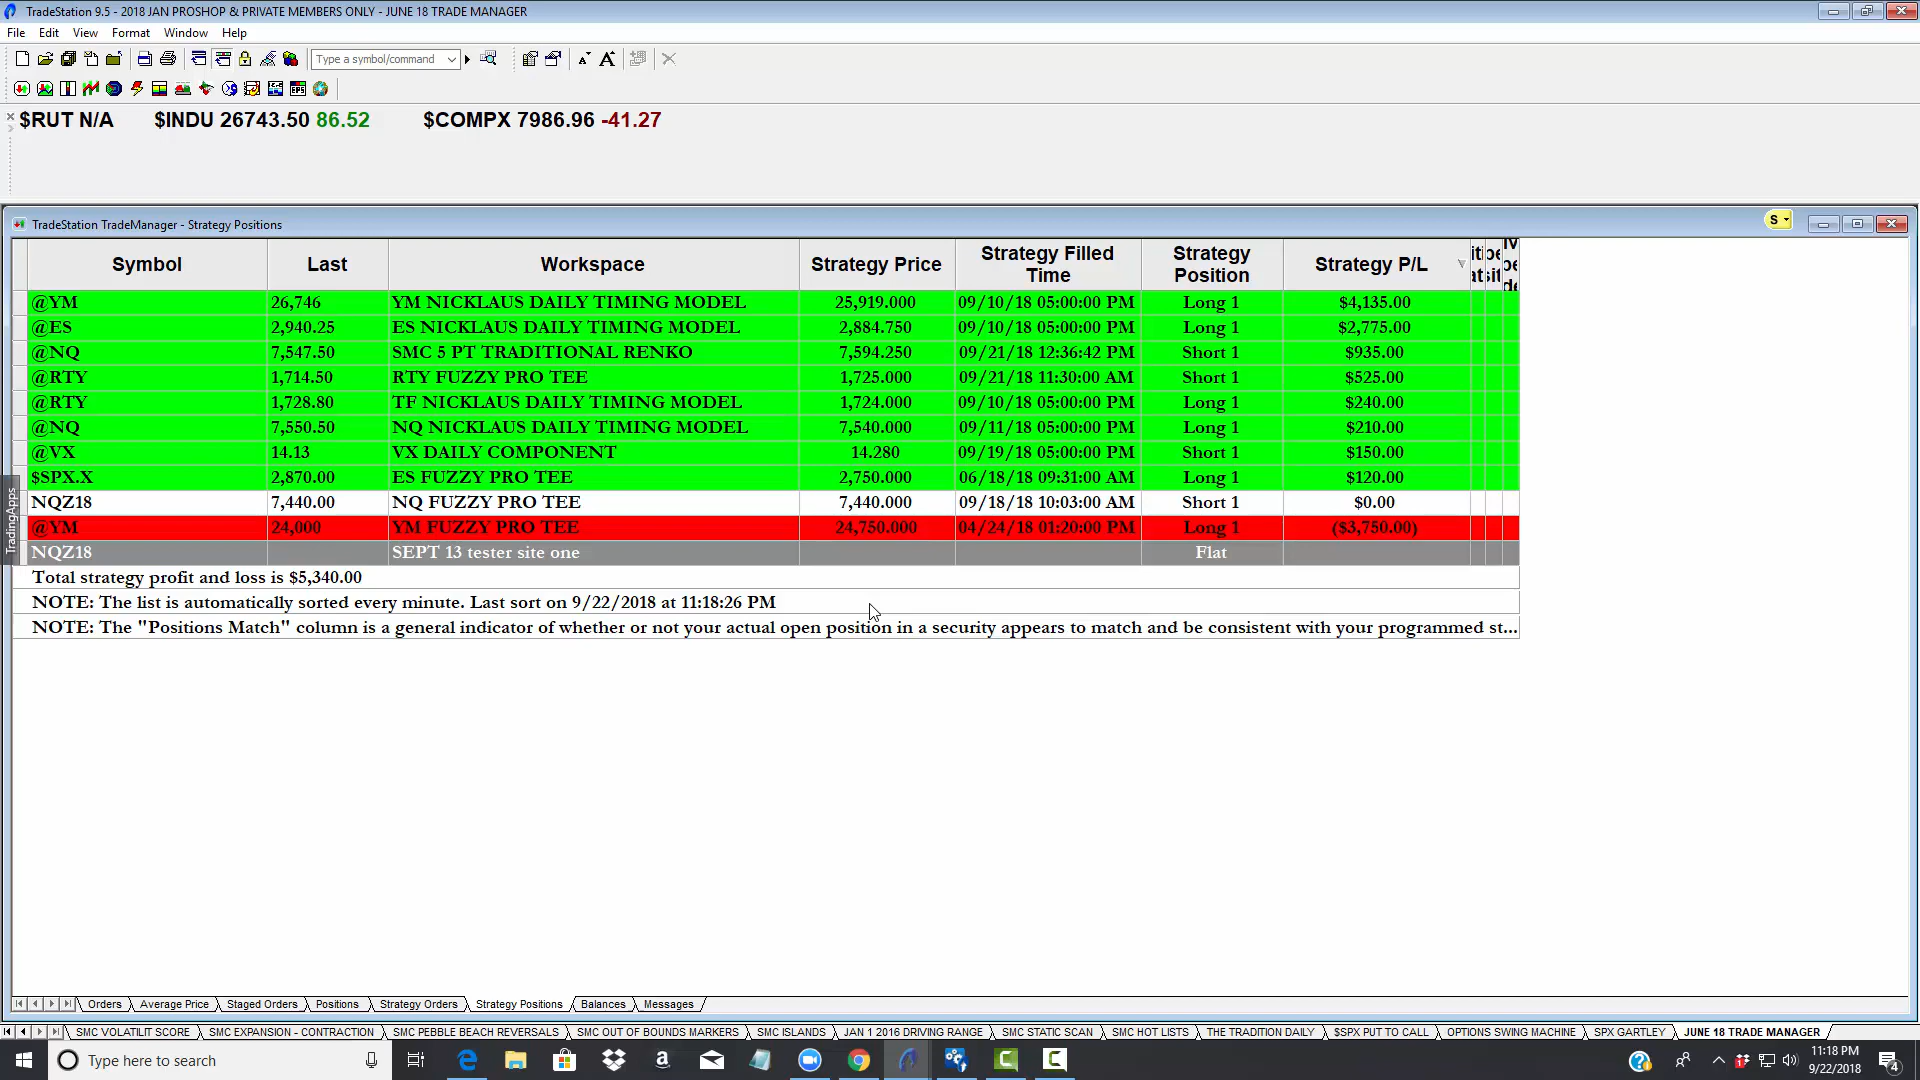 TradeStation 9.5 - 2018 JAN PROSHOP & PRIVATE MEMBERS ONLY - JUNE 18 TRADE MANAGER
File Edit View Format Window Help
Type a symbol/command
$RUT N/A $INDU 26743.50 86.52 $COMPX 7986.96 -41.27
TradeStation TradeManager - Strategy Positions
S
Symbol Last Workspace Strategy Price Strategy Filled Time Strategy Position Strategy P/L
@YM 26,746 YM NICKLAUS DAILY TIMING MODEL 25,919.000 09/10/18 05:00:00 PM Long 1 $4,135.00
@ES 2,940.25 ES NICKLAUS DAILY TIMING MODEL 2,884.750 09/10/18 05:00:00 PM Long 1 $2,775.00
@NQ 7,547.50 SMC 5 PT TRADITIONAL RENKO 7,594.250 09/21/18 12:36:42 PM Short 1 $935.00
@RTY 1,714.50 RTY FUZZY PRO TEE 1,725.000 09/21/18 11:30:00 AM Short 1 $525.00
@RTY 1,728.80 TF NICKLAUS DAILY TIMING MODEL 1,724.000 09/10/18 05:00:00 PM Long 1 $240.00
@NQ 7,550.50 NQ NICKLAUS DAILY TIMING MODEL 7,540.000 09/11/18 05:00:00 PM Long 1 $210.00
@VX 14.13 VX DAILY COMPONENT 14.280 09/19/18 05:00:00 PM Short 1 $150.00
$SPX.X 2,870.00 ES FUZZY PRO TEE 2,750.000 06/18/18 09:31:00 AM Long 1 $120.00
NQZ18 7,440.00 NQ FUZZY PRO TEE 7,440.000 09/18/18 10:03:00 AM Short 1 $0.00
@YM 24,000 YM FUZZY PRO TEE 24,750.000 04/24/18 01:20:00 PM Long 1 ($3,750.00)
NQZ18 SEPT 13 tester site one Flat
Total strategy profit and loss is $5,340.00
NOTE: The list is automatically sorted every minute. Last sort on 9/22/2018 at 11:18:26 PM
NOTE: The "Positions Match" column is a general indicator of whether or not your actual open position in a security appears to match and be consistent with your programmed st...
TradingApps
Orders Average Price Staged Orders Positions Strategy Orders Strategy Positions Balances Messages
SMC VOLATILIT SCORE SMC EXPANSION - CONTRACTION SMC PEBBLE BEACH REVERSALS SMC OUT OF BOUNDS MARKERS SMC ISLANDS JAN 1 2016 DRIVING RANGE SMC STATIC SCAN SMC HOT LISTS THE TRADITION DAILY $SPX PUT TO CALL OPTIONS SWING MACHINE SPX GARTLEY JUNE 18 TRADE MANAGER
Type here to search
11:18 PM
9/22/2018
4